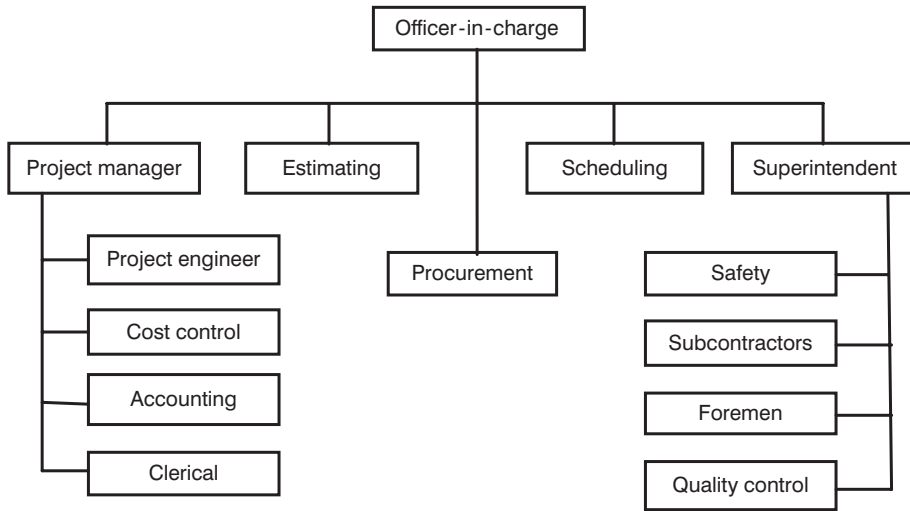 Officer-in-charge
Project manager
Estimating
Scheduling
Superintendent
Project engineer
Procurement
Safety
Cost control
Subcontractors
Accounting
Foremen
Clerical
Quality control